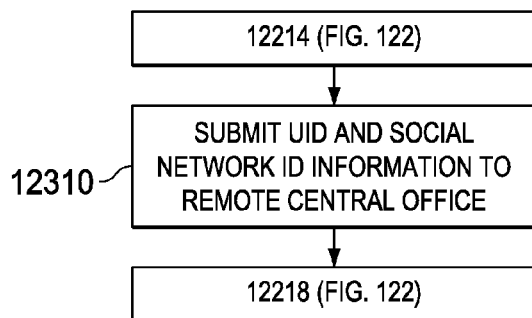 12214 (FIG. 122)
SUBMIT UID AND SOCIAL
NETWORK ID INFORMATION TO
REMOTE CENTRAL OFFICE
12310
12218 (FIG. 122)